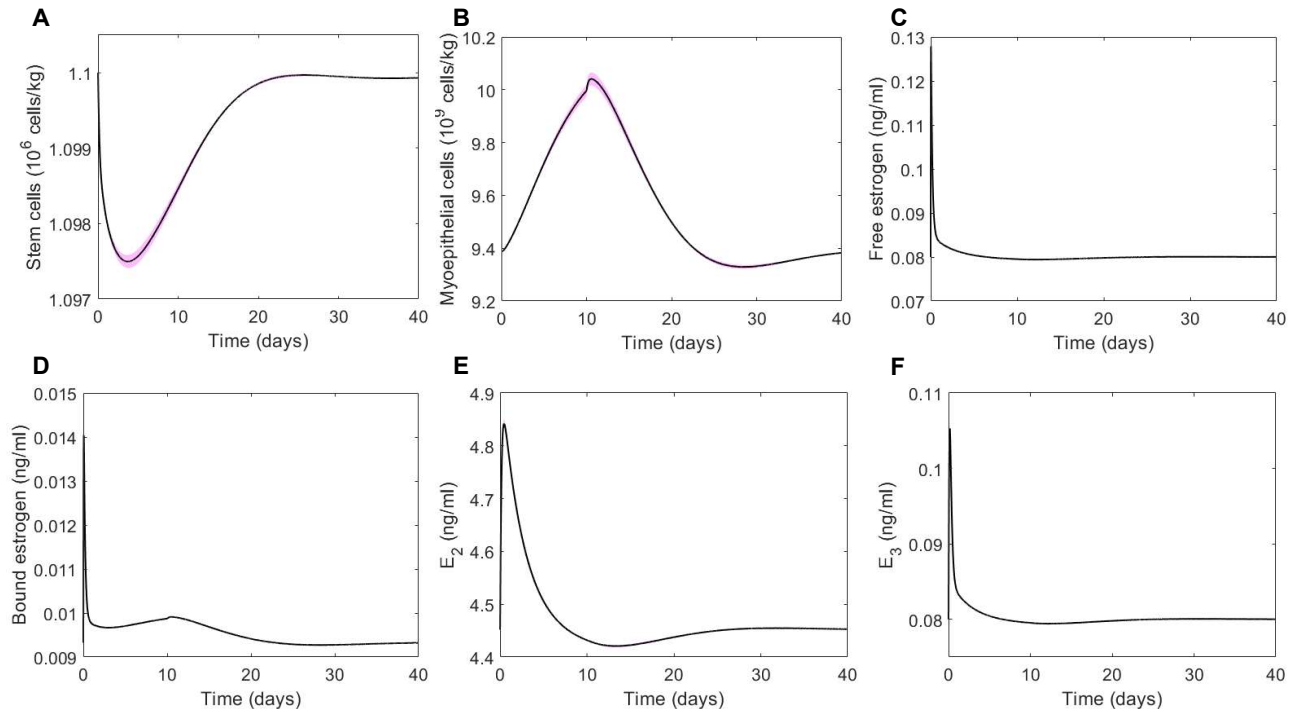 A
Stem cells (10^6 cells/kg)
1.1
1.099
1.098
1.097
0 10 20 30 40
Time (days)
B
Myoepithelial cells (10^9 cells/kg)
10.2
10
9.8
9.6
9.4
9.2
0 10 20 30 40
Time (days)
C
Free estrogen (ng/ml)
0.13
0.12
0.11
0.1
0.09
0.08
0.07
0 10 20 30 40
Time (days)
D
Bound estrogen (ng/ml)
0.015
0.014
0.013
0.012
0.011
0.01
0.009
0 10 20 30 40
Time (days)
E
E_2 (ng/ml)
4.9
4.8
4.7
4.6
4.5
4.4
0 10 20 30 40
Time (days)
F
E_3 (ng/ml)
0.11
0.1
0.09
0.08
0 10 20 30 40
Time (days)